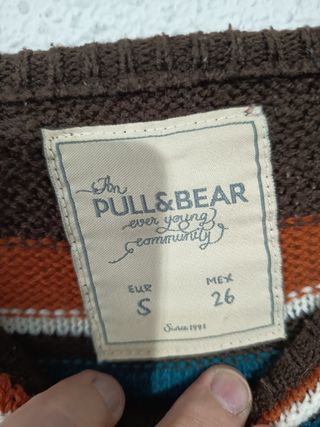 An
PULL&BEAR
ever young
community
EUR MEX
S 26
Since 1991